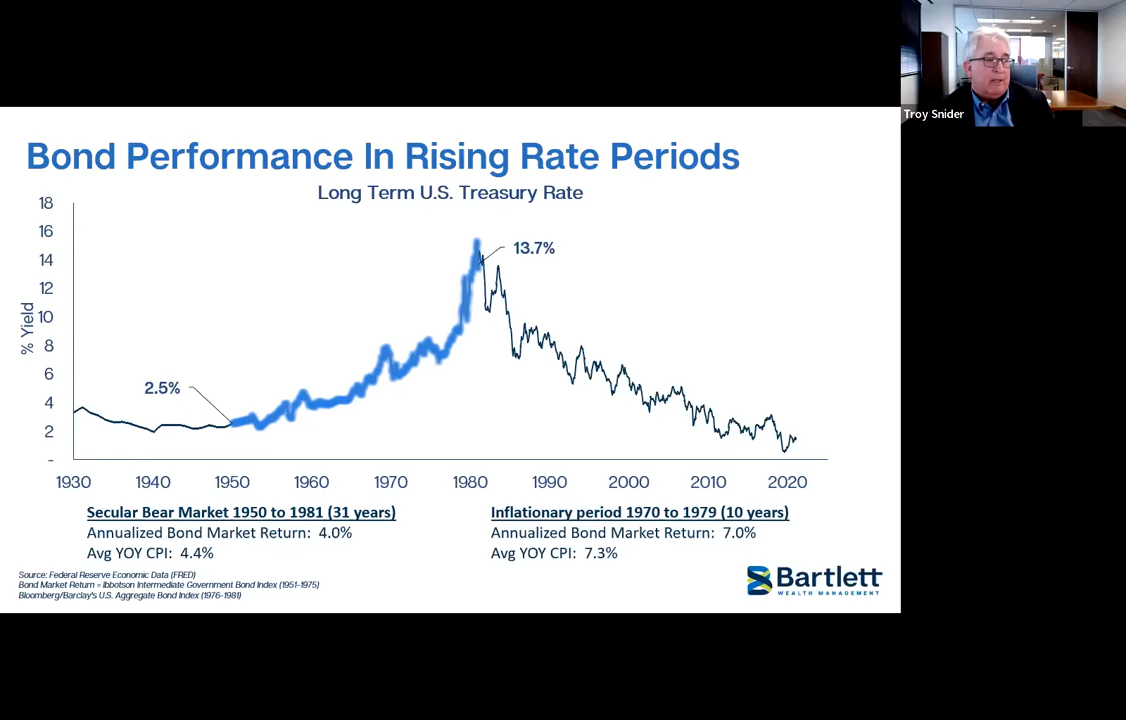 Troy Snider
Bond Performance In Rising Rate Periods
Long Term U.S. Treasury Rate
18
16
14
12
10
8
6
4
2
-
% Yield
13.7%
2.5%
1930 1940 1950 1960 1970 1980 1990 2000 2010 2020
Secular Bear Market 1950 to 1981 (31 years)
Annualized Bond Market Return: 4.0%
Avg YOY CPI: 4.4%
Inflationary period 1970 to 1979 (10 years)
Annualized Bond Market Return: 7.0%
Avg YOY CPI: 7.3%
Source: Federal Reserve Economic Data (FRED)
Bond Market Return = Ibbotson Intermediate Government Bond Index (1951-1975)
Bloomberg/Barclay's U.S. Aggregate Bond Index (1976-1981)
Bartlett
WEALTH MANAGEMENT